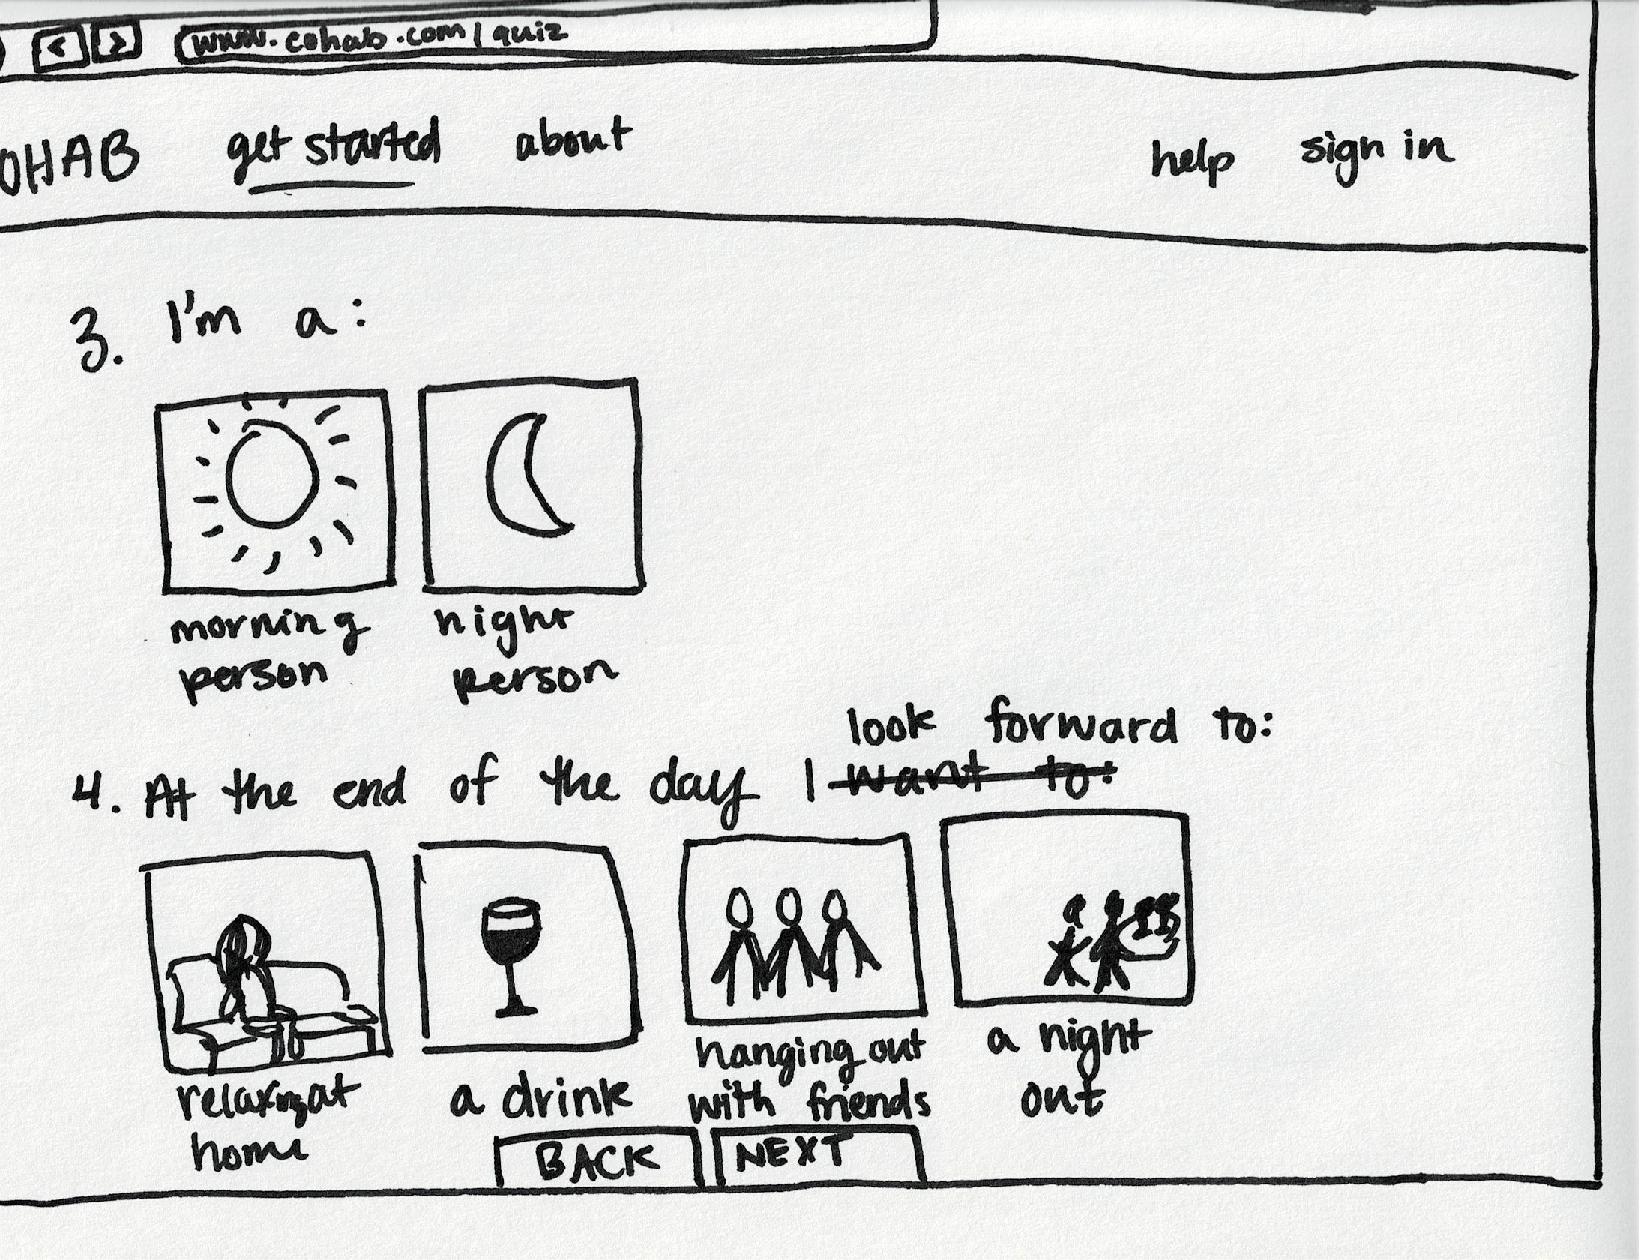 www.cohab.com/quiz
OHAB get started about help sign in
3. I'm a:
morning person
night person
look forward to:
4. At the end of the day I want to:
relaxing at home
a drink
hanging out with friends
a night out
BACK NEXT